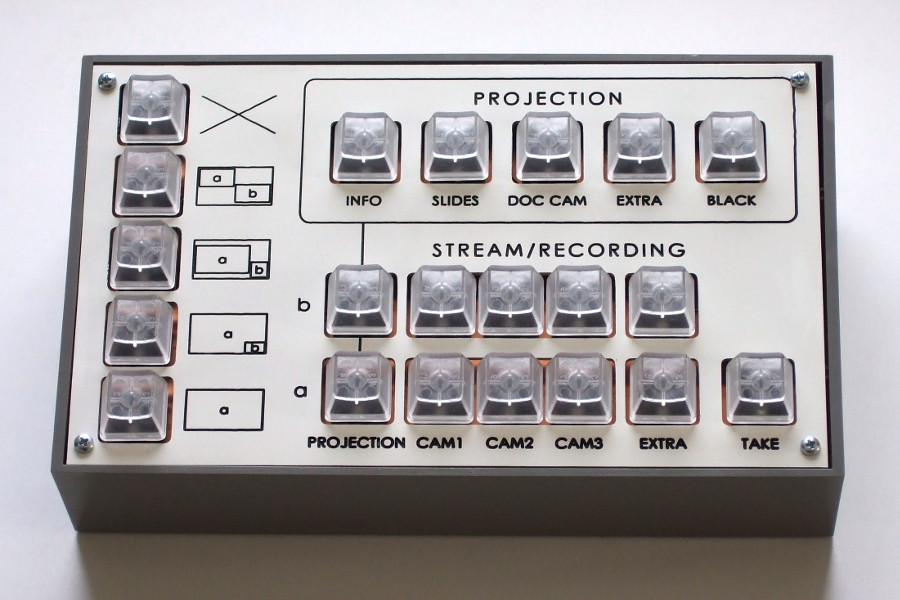 PROJECTION
INFO SLIDES DOC CAM EXTRA BLACK
a
b
STREAM/RECORDING
a b
b
a b
a
a
PROJECTION CAM1 CAM2 CAM3 EXTRA TAKE